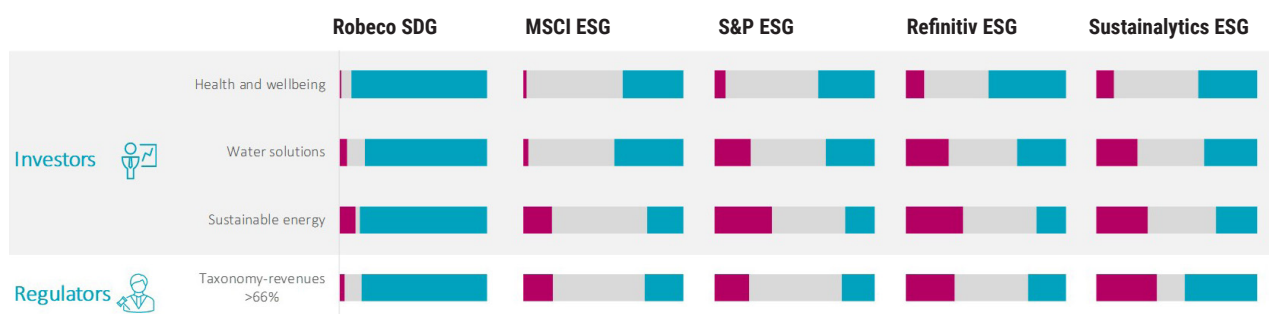 Robeco SDG
MSCI ESG
S&P ESG
Refinitiv ESG
Sustainalytics ESG
Investors
Health and wellbeing
Water solutions
Sustainable energy
Regulators
Taxonomy-revenues
>66%